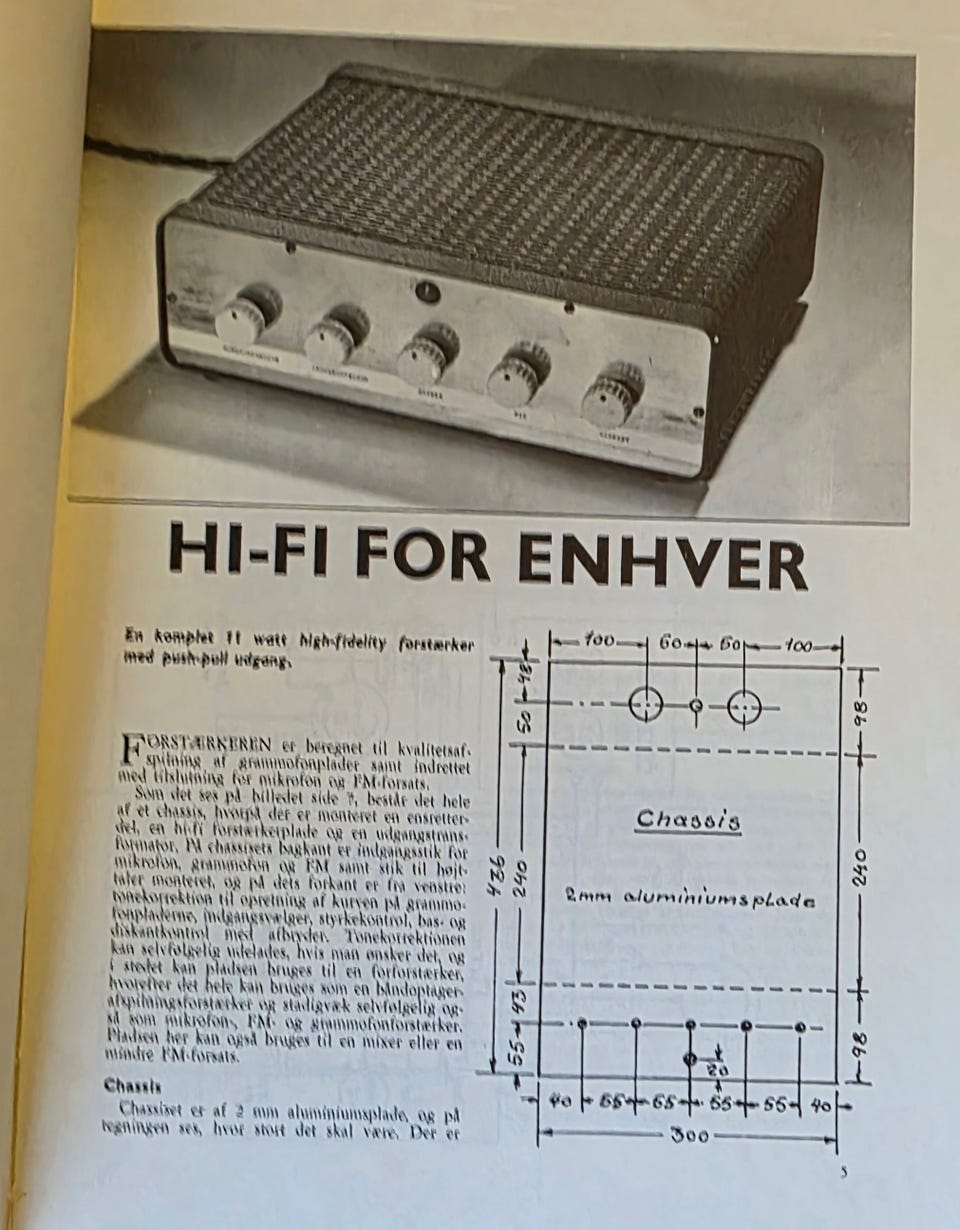 HI-FI FOR ENHVER
En komplet 11 watt high-fidelity forstærker
med push-pull udgang.
FORSTÆRKEREN er beregnet til kvalitetsaf-
spilning af grammofonplader samt indrettet
med tilslutning for mikrofon og FM-forsats.
Som det ses på billedet side 7, består det hele
af et chassis, hvorpå der er monteret en ensretter-
del, en hi-fi forstærkerplade og en udgangstrans-
formator. På chassisets bagkant er indgangsstik for
mikrofon, grammofon og FM samt stik til højt-
taler monteret, og på dets forkant er fra venstre:
tonekorrektion til opretning af kurven på grammo-
fonpladerne, indgangsvælger, styrkekontrol, bas- og
diskantkontrol med afbryder. Tonekorrektionen
kan selvfølgelig udelades, hvis man ønsker det, og
i stedet kan pladsen bruges til en forforstærker,
hvorefter det hele kan bruges som en båndoptager-
afspilningsforstærker og stadigvæk selvfølgelig og-
så som mikrofon-, FM- og grammofonforstærker.
Pladsen her kan også bruges til en mixer eller en
mindre FM-forsats.
Chassis
Chassiset er af 2 mm aluminiumsplade, og på
tegningen ses, hvor stort det skal være. Der er
100 50 50 100
48
50
98
Chassis
2mm aluminiumsplade
436
240
240
43
55
98
20
40 55 55 55 55 40
300
5